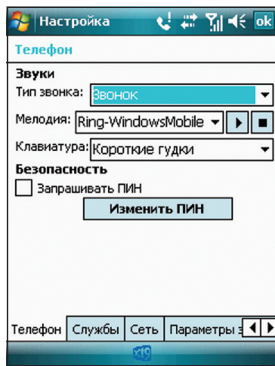 Настройка ok
Телефон
Звуки
Тип звонка: Звонок
Мелодия: Ring-WindowsMobile
Клавиатура: Короткие гудки
Безопасность
Запрашивать ПИН
Изменить ПИН
Телефон Службы Сеть Параметры